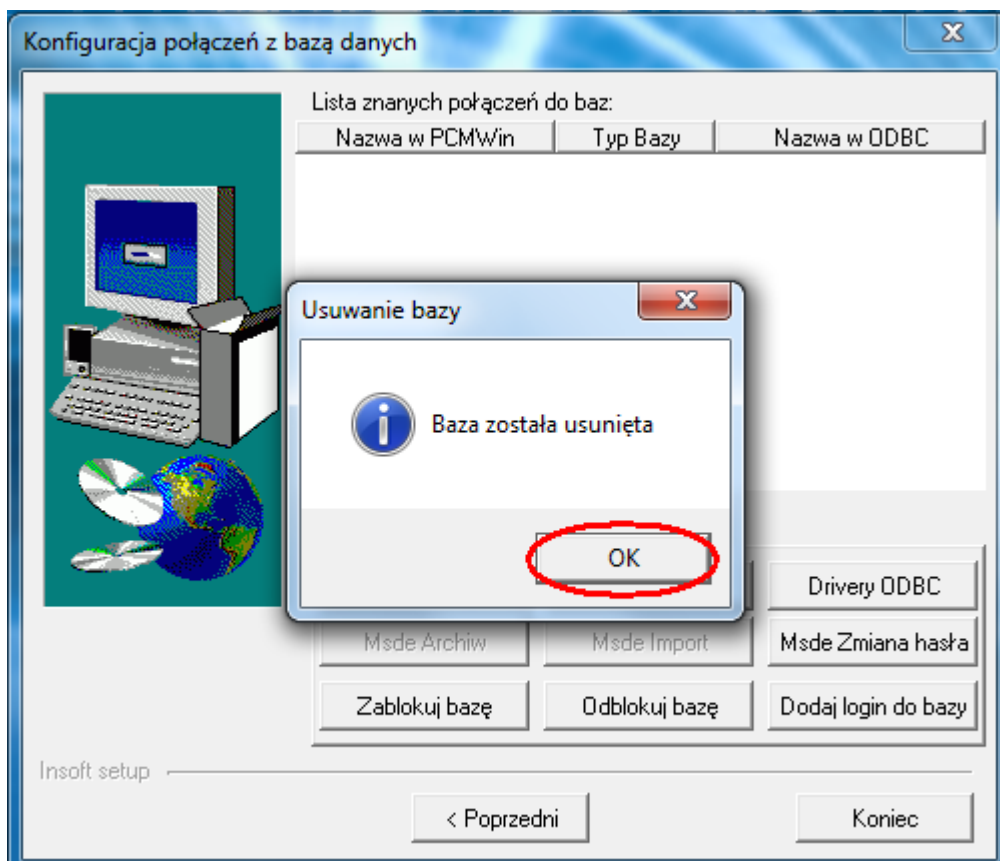 Konfiguracja połączeń z bazą danych
Lista znanych połączeń do baz:
Nazwa w PCMWin Typ Bazy Nazwa w ODBC
Usuwanie bazy
Baza została usunięta
OK
Drivery ODBC
Msde Archiw Msde Import Msde Zmiana hasła
Zablokuj bazę Odblokuj bazę Dodaj login do bazy
Insoft setup
< Poprzedni Koniec